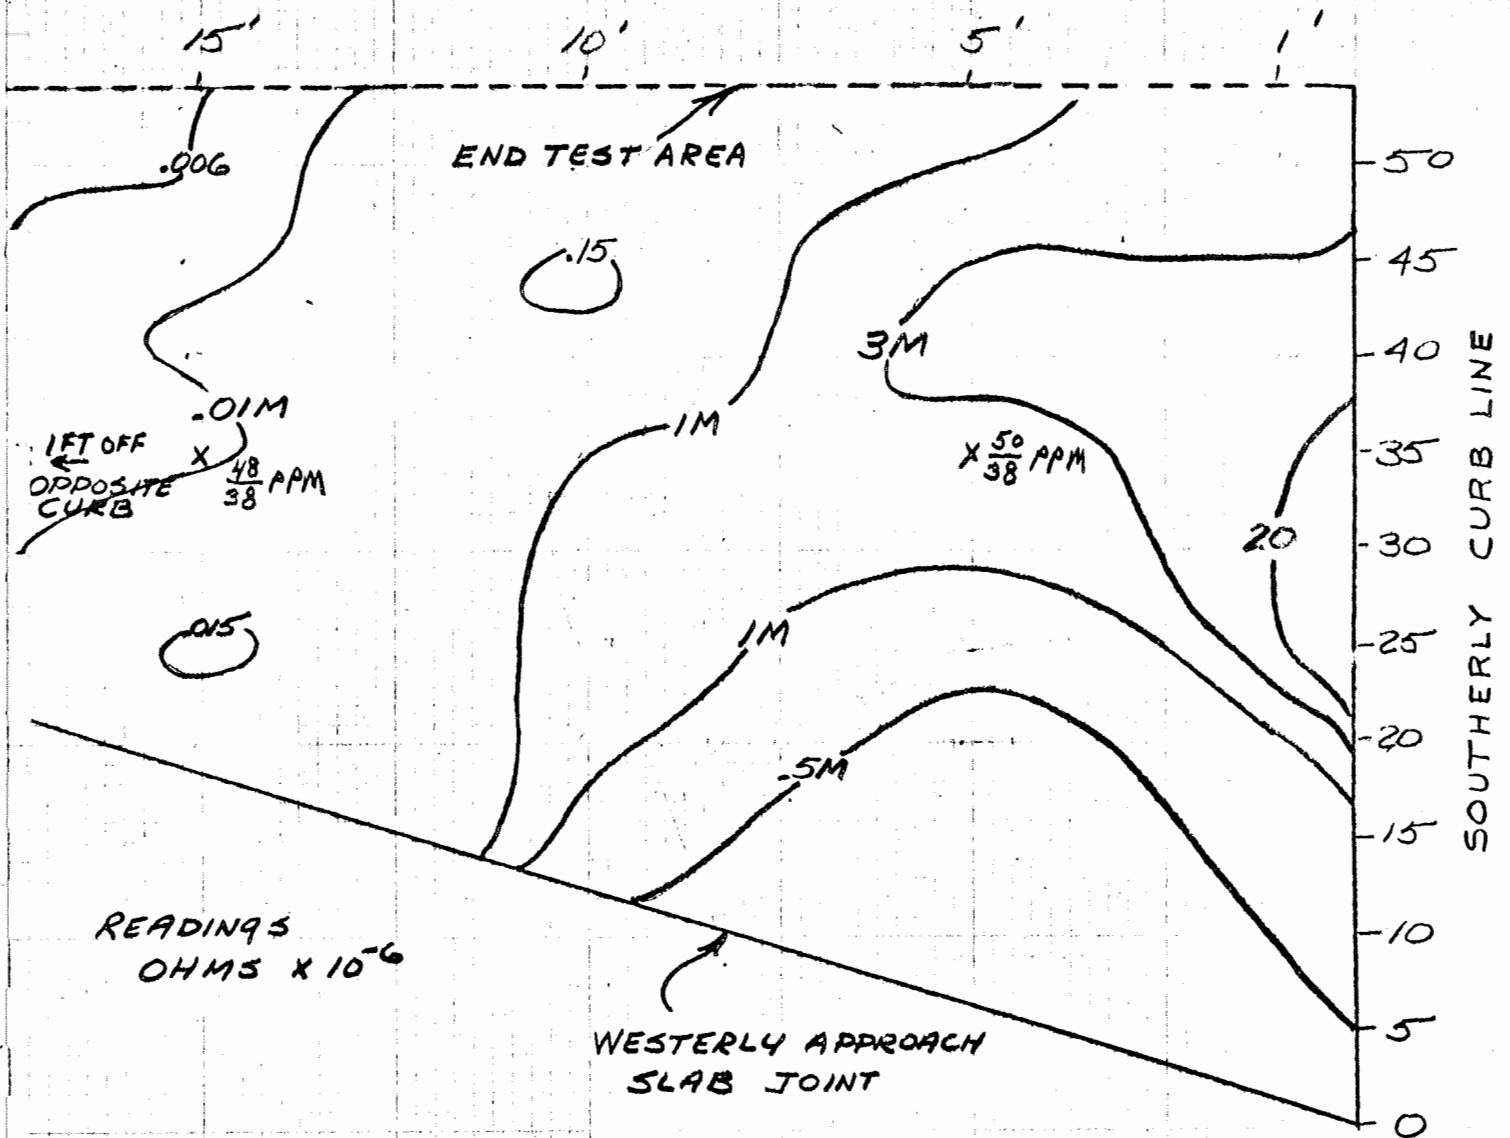 15' 10' 5' 1'
END TEST AREA
.006
50
.15
45
3M
40
.01M
1M
1FT OFF
←
OPPOSITE
CURB
X 48/38 PPM
X 50/38 PPM
35
20
30
.015
1M
25
20
.5M
15
READINGS
OHMS X 10⁻⁶
10
WESTERLY APPROACH
SLAB JOINT
5
0
SOUTHERLY CURB LINE